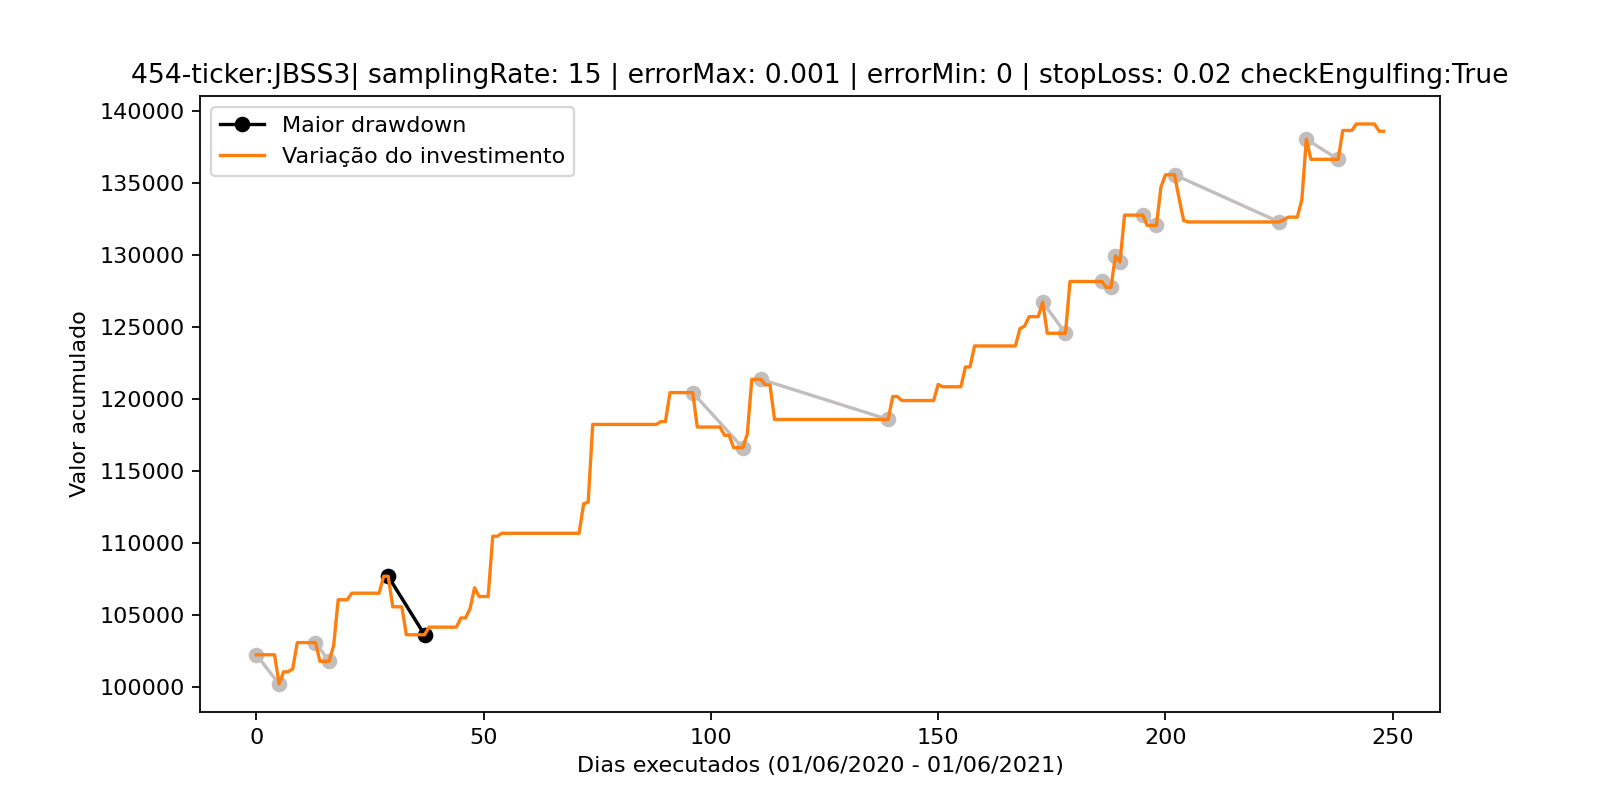 454-ticker:JBSS3| samplingRate: 15 | errorMax: 0.001 | errorMin: 0 | stopLoss: 0.02 checkEngulfing:True
Maior drawdown
Variação do investimento
Valor acumulado
140000
135000
130000
125000
120000
115000
110000
105000
100000
0 50 100 150 200 250
Dias executados (01/06/2020 - 01/06/2021)